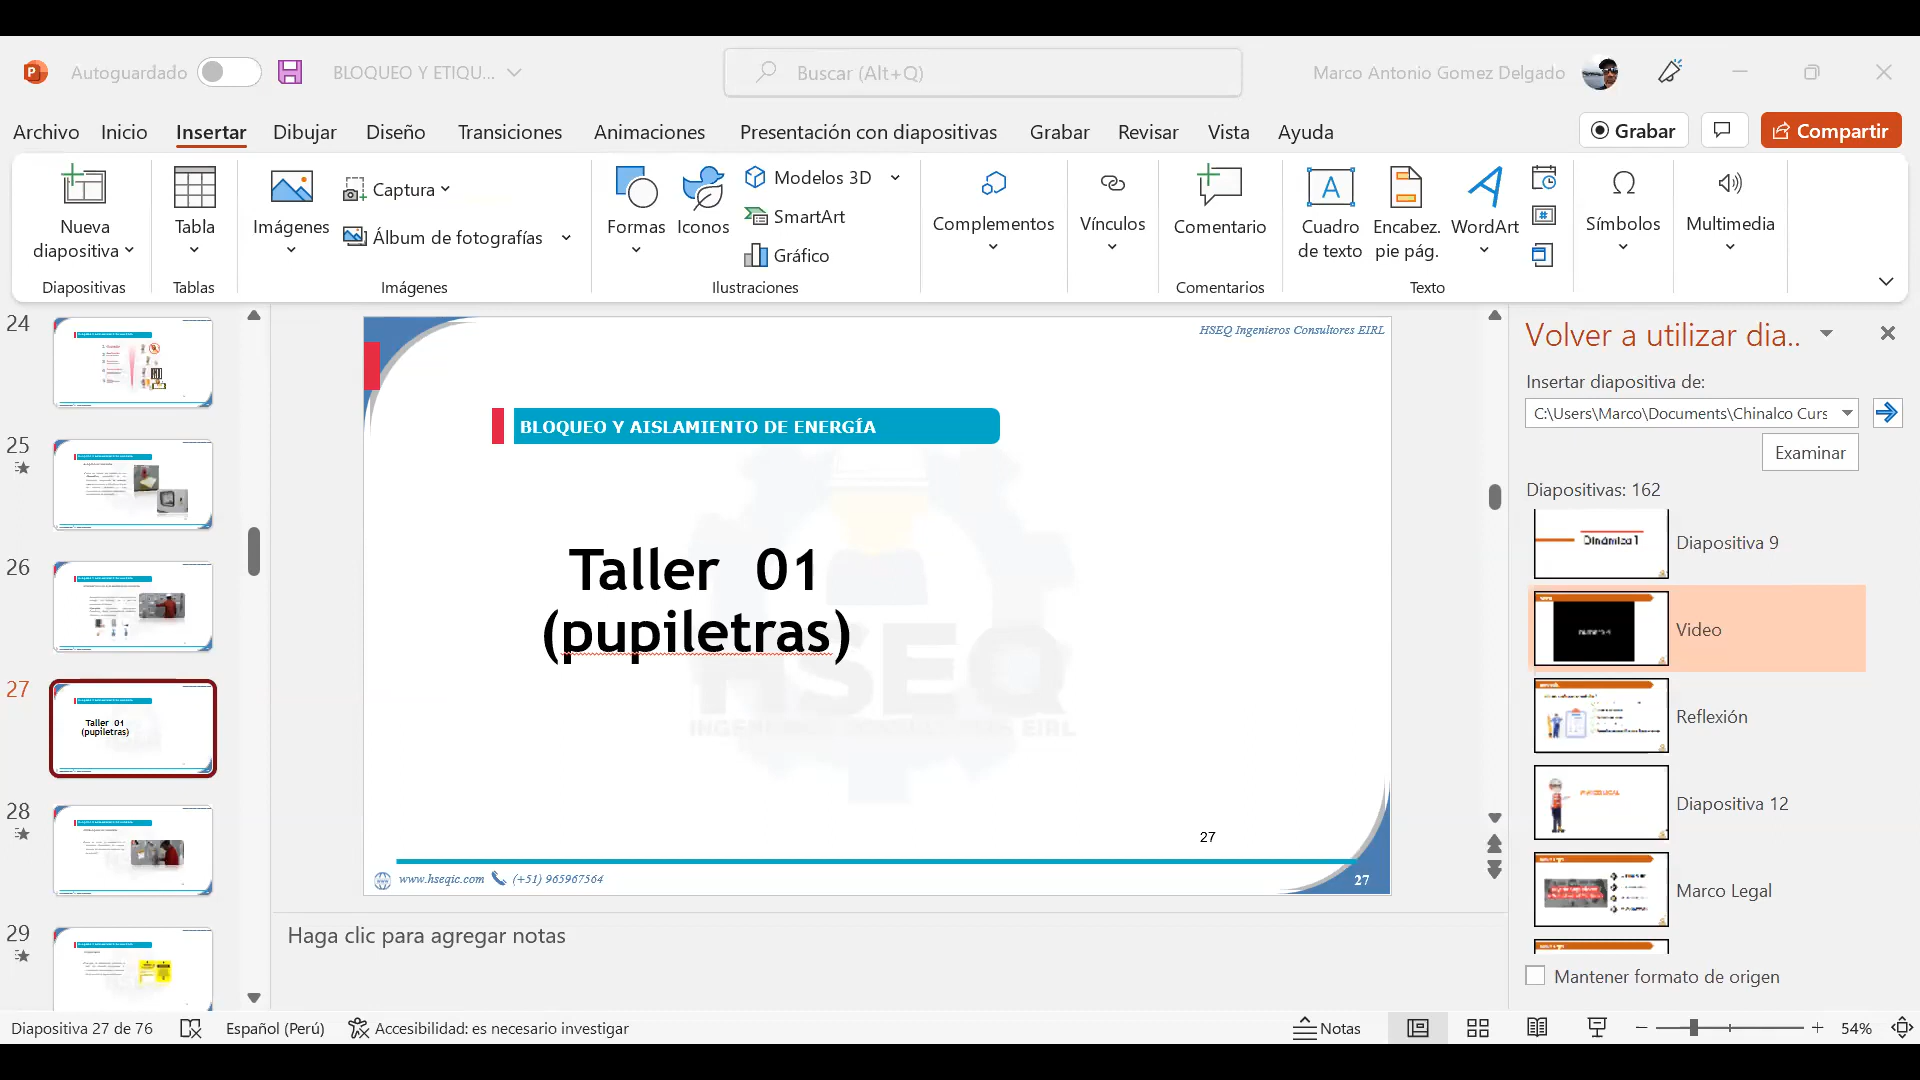 Autoguardado
BLOQUEO Y ETIQU...
Buscar (Alt+Q)
Marco Antonio Gomez Delgado
Archivo Inicio Insertar Dibujar Diseño Transiciones Animaciones Presentación con diapositivas Grabar Revisar Vista Ayuda
Grabar
Compartir
Nueva diapositiva
Tabla
Imágenes
Captura
Álbum de fotografías
Formas
Iconos
Modelos 3D
SmartArt
Gráfico
Complementos
Vínculos
Comentario
Cuadro de texto
Encabez. pie pág.
WordArt
Símbolos
Multimedia
Diapositivas
Tablas
Imágenes
Ilustraciones
Comentarios
Texto
24
25
26
27
Taller 01
(pupiletras)
28
29
HSEQ Ingenieros Consultores EIRL
BLOQUEO Y AISLAMIENTO DE ENERGÍA
Taller 01
(pupiletras)
HSEQ
27
www.hseqic.com
(+51) 965967564
27
Haga clic para agregar notas
Volver a utilizar dia..
Insertar diapositiva de:
C:\Users\Marco\Documents\Chinalco Curs
Examinar
Diapositivas: 162
Dinámica 1
Diapositiva 9
Video
Reflexión
Diapositiva 12
Marco Legal
Mantener formato de origen
Diapositiva 27 de 76
Español (Perú)
Accesibilidad: es necesario investigar
Notas
54%